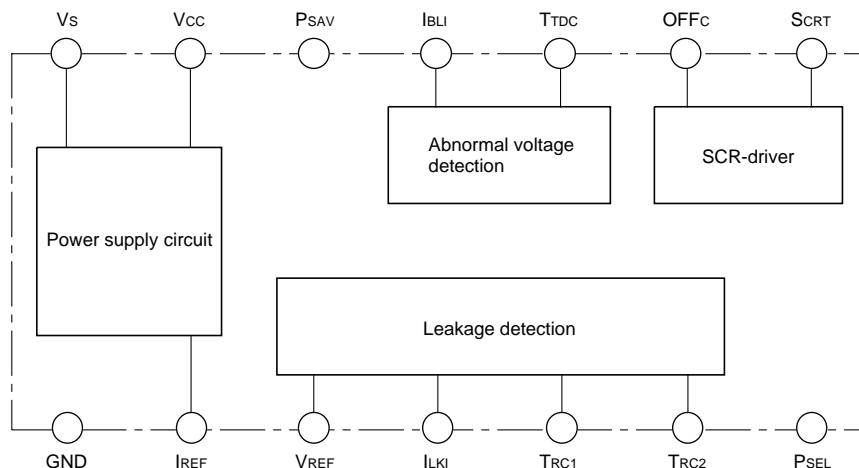 VS VCC PSAV IBLI TTDC OFFC SCRT
Abnormal voltage
detection
SCR-driver
Power supply circuit
Leakage detection
GND IREF VREF ILKI TRC1 TRC2 PSEL